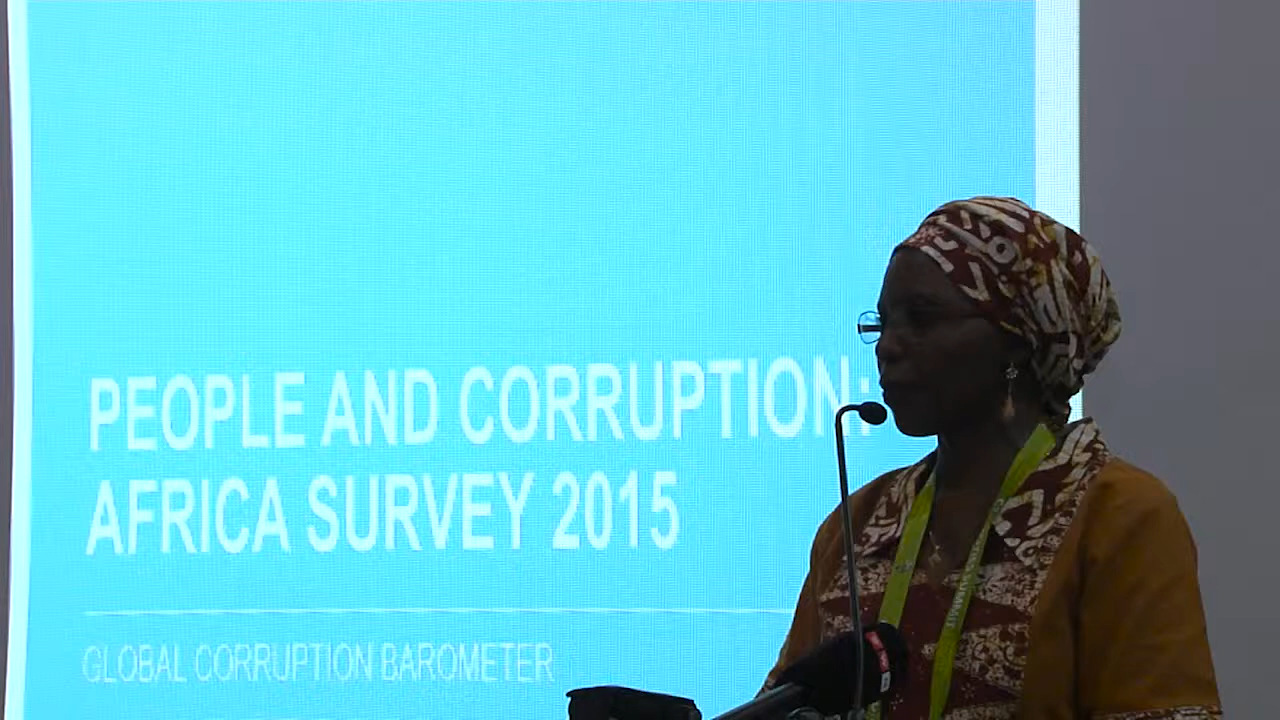 PEOPLE AND CORRUPTION:
AFRICA SURVEY 2015
GLOBAL CORRUPTION BAROMETER